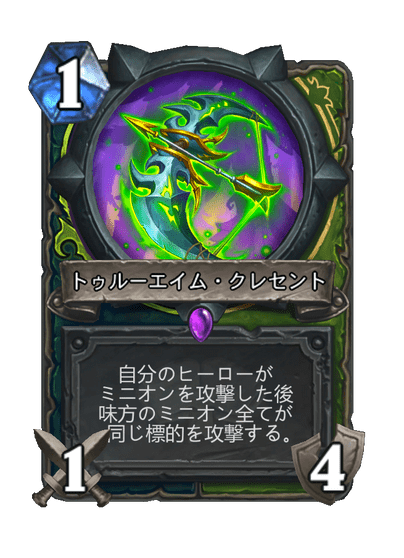 1
トゥルーエイム・クレセント
自分のヒーローが
ミニオンを攻撃した後
味方のミニオン全てが
同じ標的を攻撃する。
1
4